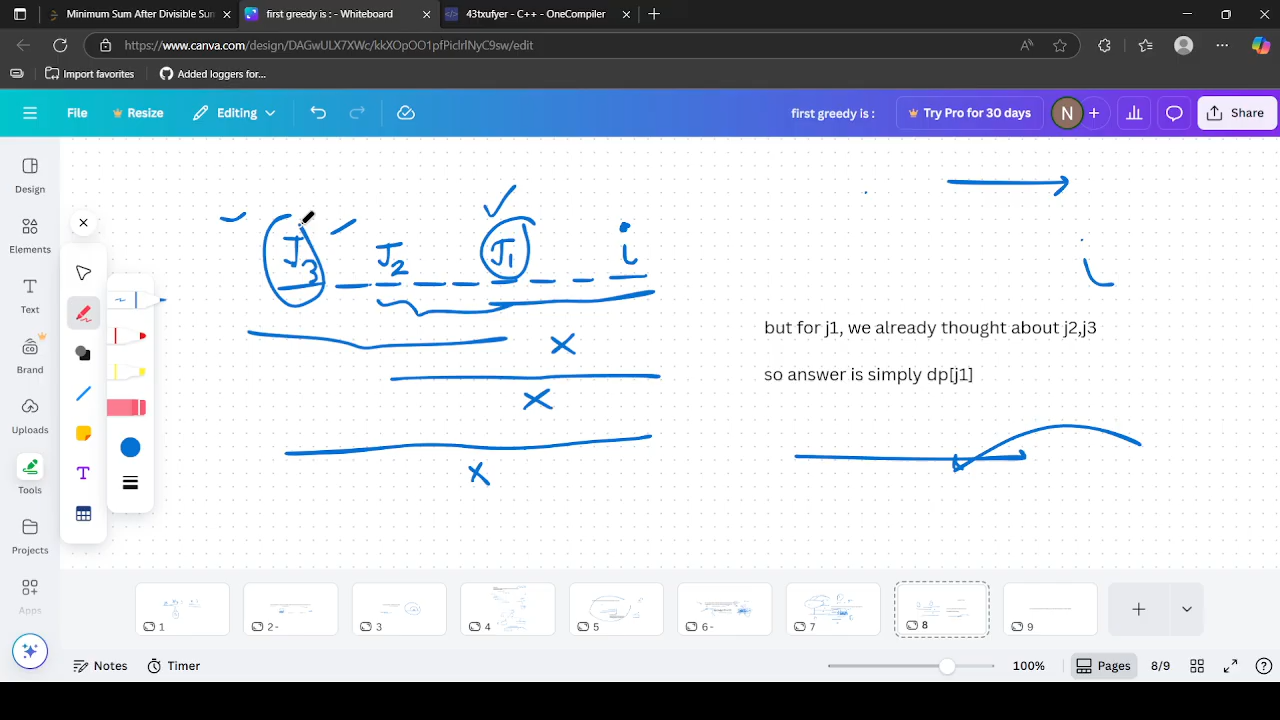 Minimum Sum After Divisible Sur
first greedy is : - Whiteboard
43txufyer - C++ - OneCompiler
https://www.canva.com/design/DAGwULX7XWc/kkXOpOO1pfPiclrlNyC9sw/edit
Import favorites
Added loggers for...
File
Resize
Editing
first greedy is :
N
Try Pro for 30 days
Share
Design
Elements
Text
Brand
Uploads
Tools
Projects
Apps
J3
J2
J1
i
x
x
x
i
but for j1, we already thought about j2,j3
so answer is simply dp[j1]
1
2-
3
4
5
6-
7
8
9
Notes
Timer
100%
Pages
8/9